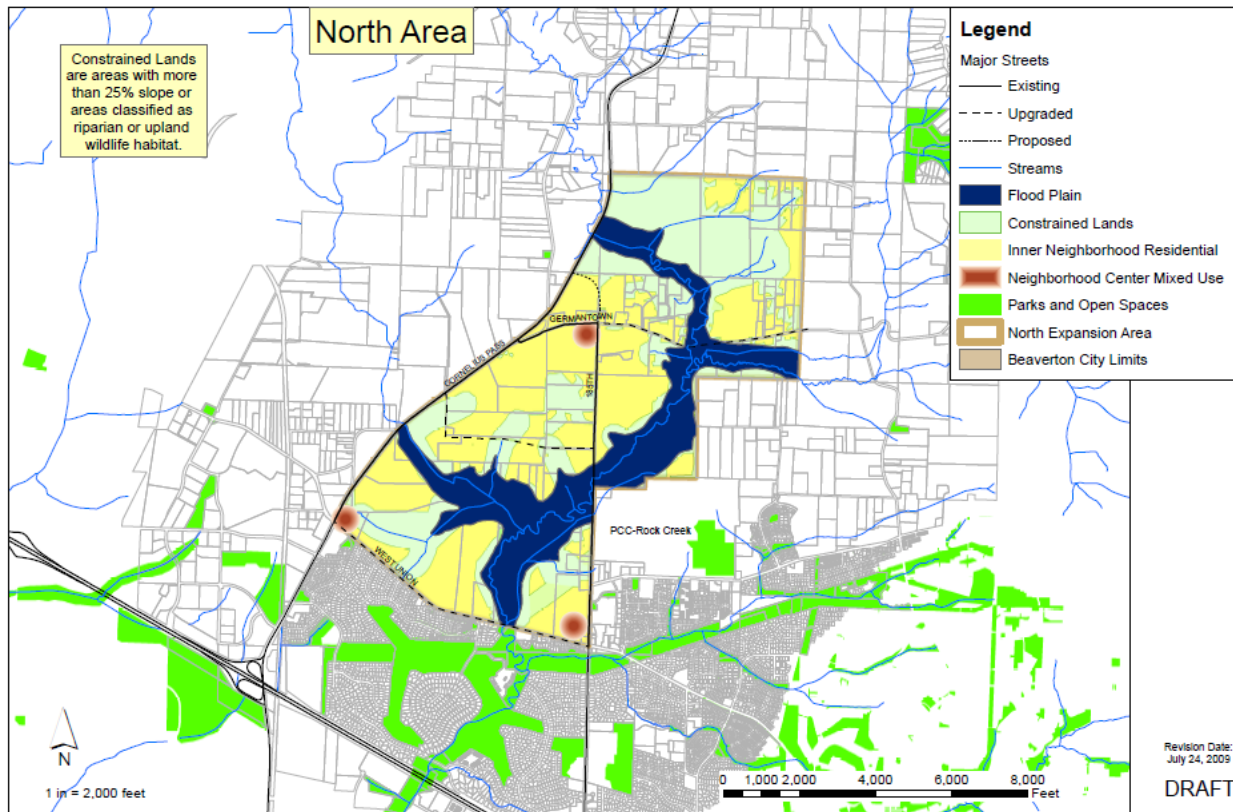 North Area
Constrained Lands
are areas with more
than 25% slope or
areas classified as
riparian or upland
wildlife habitat.
Legend
Major Streets
Existing
Upgraded
Proposed
Streams
Flood Plain
Constrained Lands
Inner Neighborhood Residential
Neighborhood Center Mixed Use
Parks and Open Spaces
North Expansion Area
Beaverton City Limits
GERMANTOWN
CORNELIUS PASS
185TH
WEST UNION
PCC-Rock Creek
N
1 in = 2,000 feet
0 1,000 2,000 4,000 6,000 8,000
Feet
Revision Date:
July 24, 2009
DRAFT